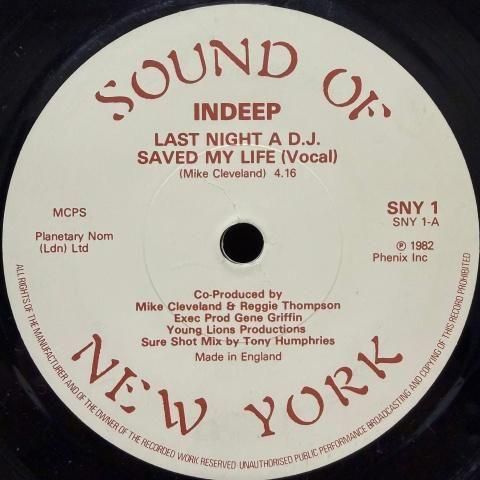 SOUND OF
INDEEP
LAST NIGHT A D.J.
SAVED MY LIFE (Vocal)
(Mike Cleveland) 4.16
MCPS
Planetary Nom
(Ldn) Ltd
SNY 1
SNY 1-A
℗ 1982
Phenix Inc
Co-Produced by
Mike Cleveland & Reggie Thompson
Exec Prod Gene Griffin
Young Lions Productions
Sure Shot Mix by Tony Humphries
Made in England
NEW YORK
ALL RIGHTS OF THE MANUFACTURER AND OF THE OWNER OF THE RECORDED WORK RESERVED UNAUTHORISED PUBLIC PERFORMANCE BROADCASTING AND COPYING OF THIS RECORD PROHIBITED